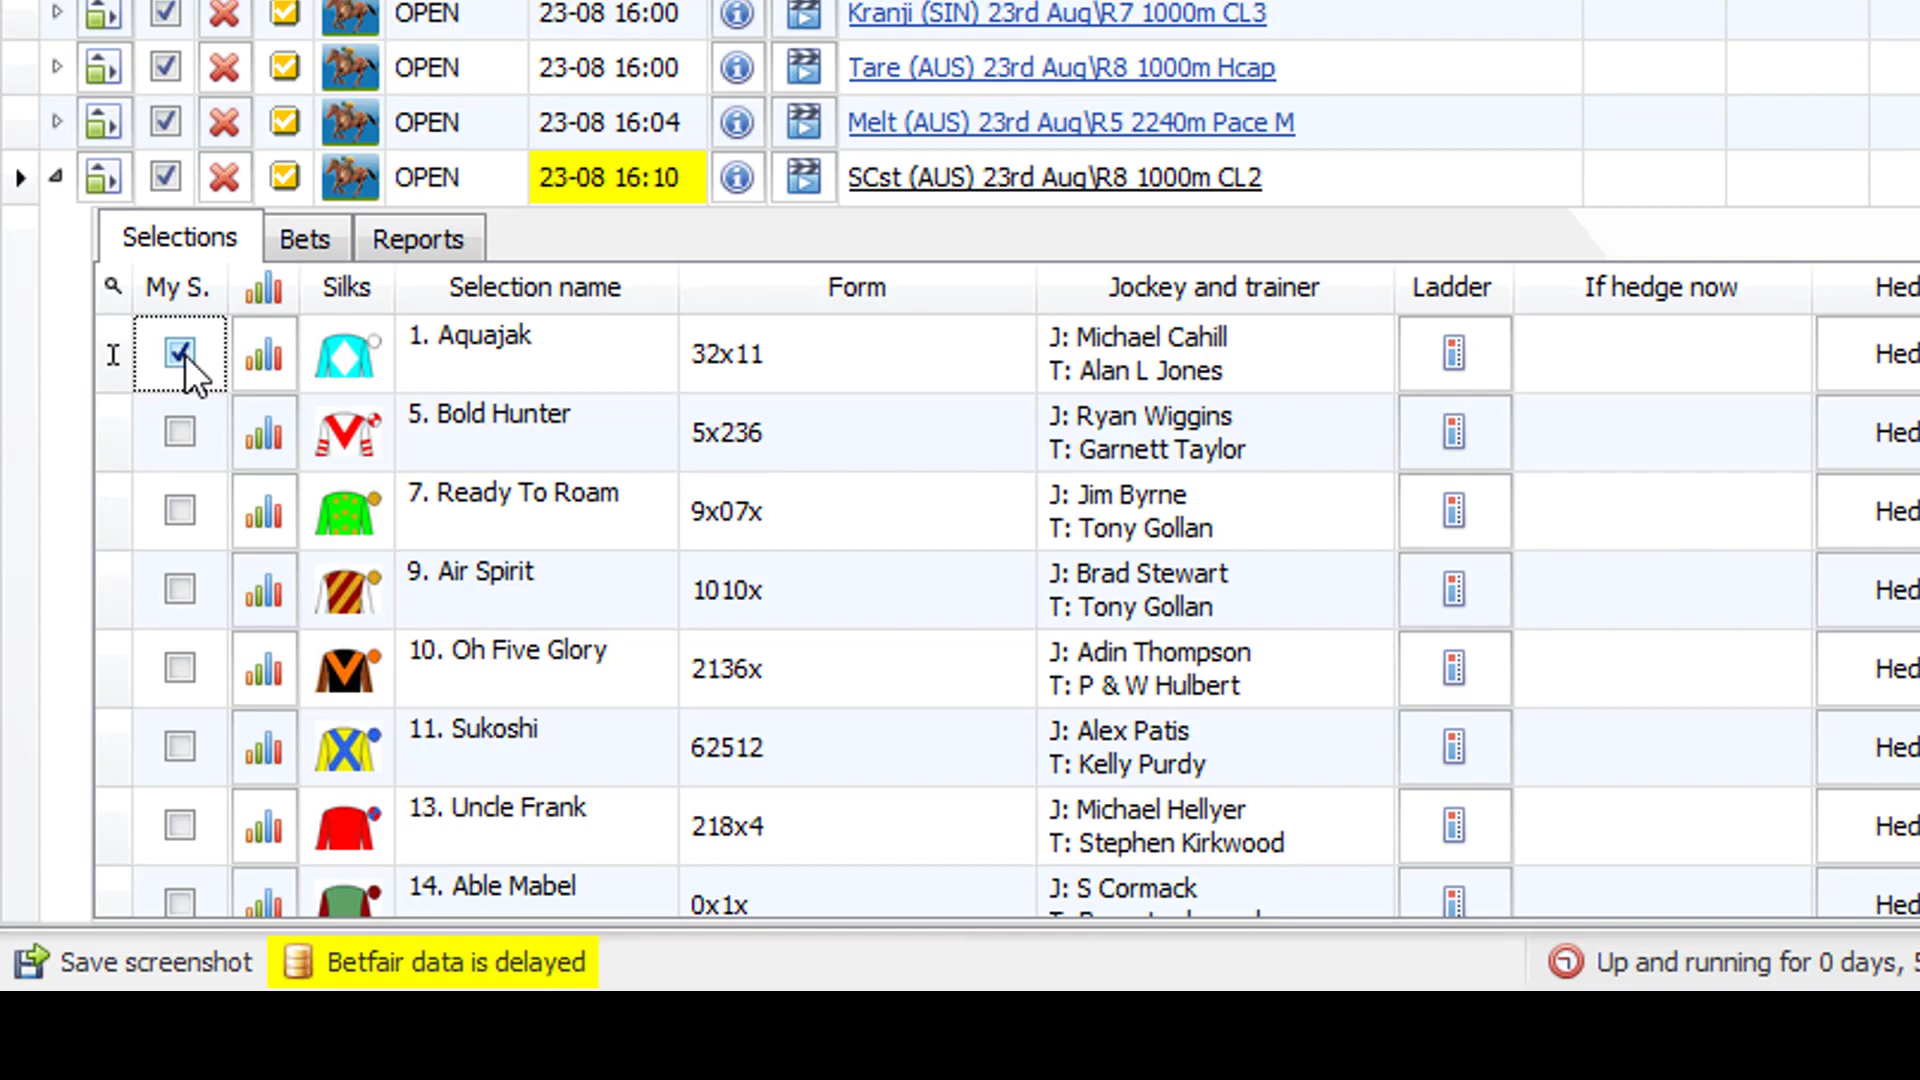 OPEN 23-08 16:00 Kranji (SIN) 23rd Aug\R7 1000m CL3
OPEN 23-08 16:00 Tare (AUS) 23rd Aug\R8 1000m Hcap
OPEN 23-08 16:04 Melt (AUS) 23rd Aug\R5 2240m Pace M
OPEN 23-08 16:10 SCst (AUS) 23rd Aug\R8 1000m CL2
Selections Bets Reports
My S. Silks Selection name Form Jockey and trainer Ladder If hedge now Hed
1. Aquajak 32x11 J: Michael Cahill Hed
T: Alan L Jones
5. Bold Hunter 5x236 J: Ryan Wiggins Hed
T: Garnett Taylor
7. Ready To Roam 9x07x J: Jim Byrne Hed
T: Tony Gollan
9. Air Spirit 1010x J: Brad Stewart Hed
T: Tony Gollan
10. Oh Five Glory 2136x J: Adin Thompson Hed
T: P & W Hulbert
11. Sukoshi 62512 J: Alex Patis Hed
T: Kelly Purdy
13. Uncle Frank 218x4 J: Michael Hellyer Hed
T: Stephen Kirkwood
14. Able Mabel 0x1x J: S Cormack Hed
Save screenshot Betfair data is delayed Up and running for 0 days, 5